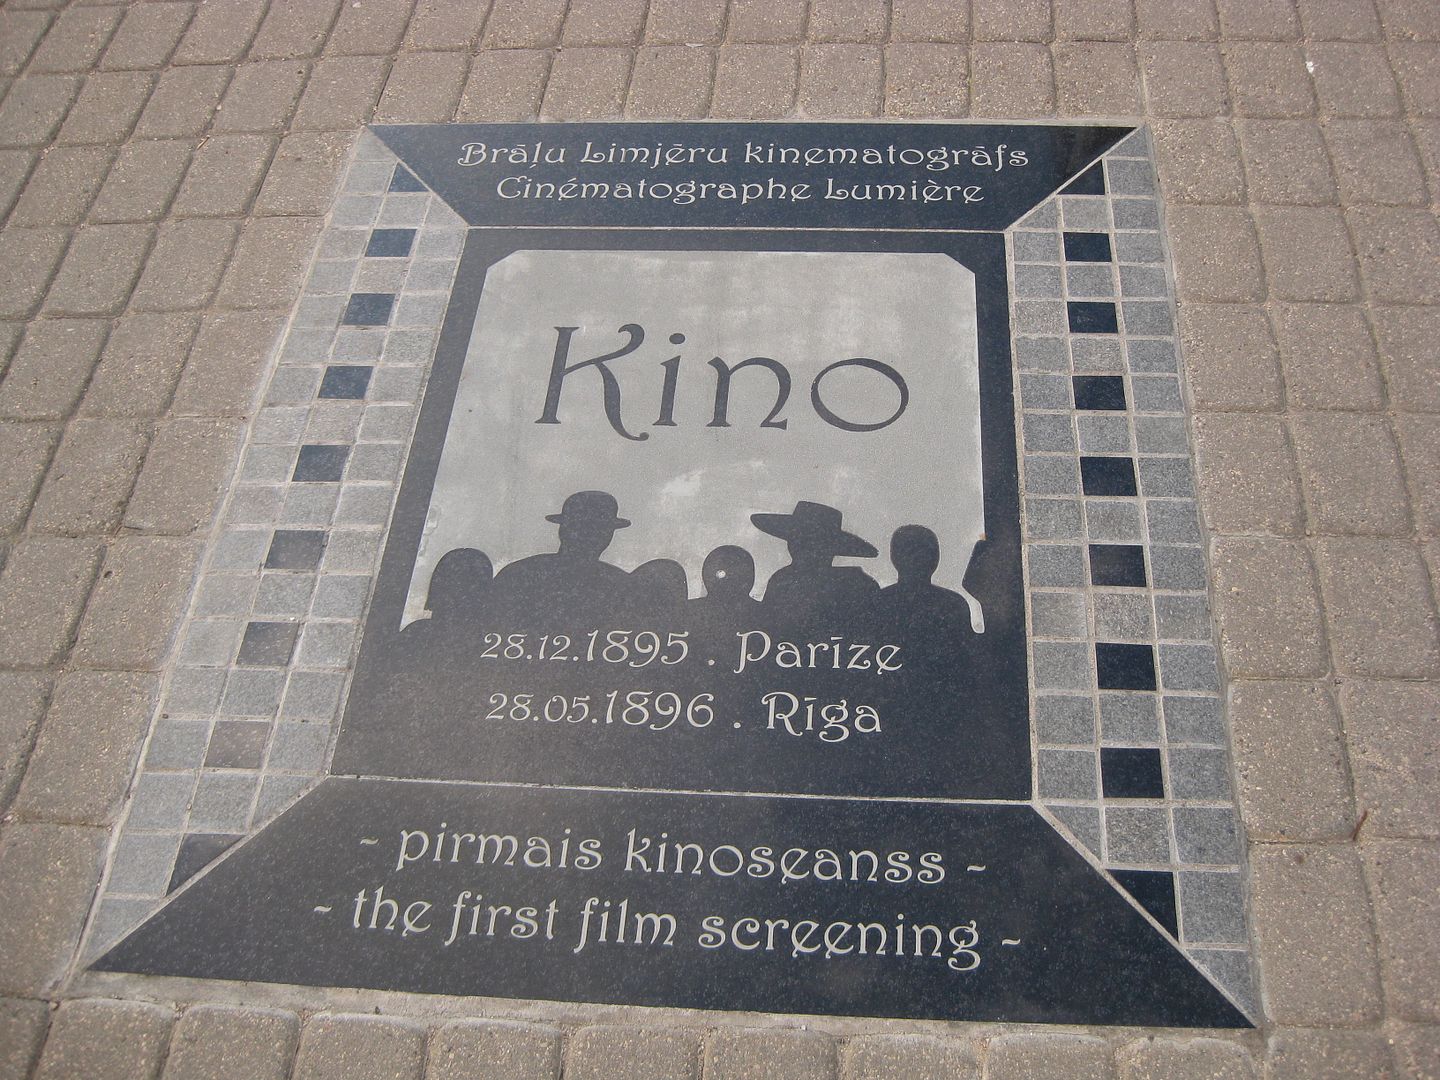 Brāļu Limjēru kinematogrāfs
Cinématographe Lumière
Kino
28.12.1895 . Parīze
28.05.1896 . Rīga
- pirmais kinoseanss -
- the first film screening -